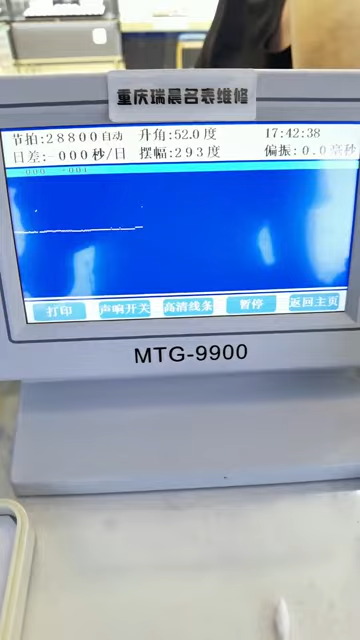 重庆瑞晨名表维修
节拍:28800自动 升角:52.0度 17:42:38
日差:-000秒/日 摆幅:293度 偏振:0.0毫秒
打印 声响开关 高清线条 暂停 返回主页
MTG-9900